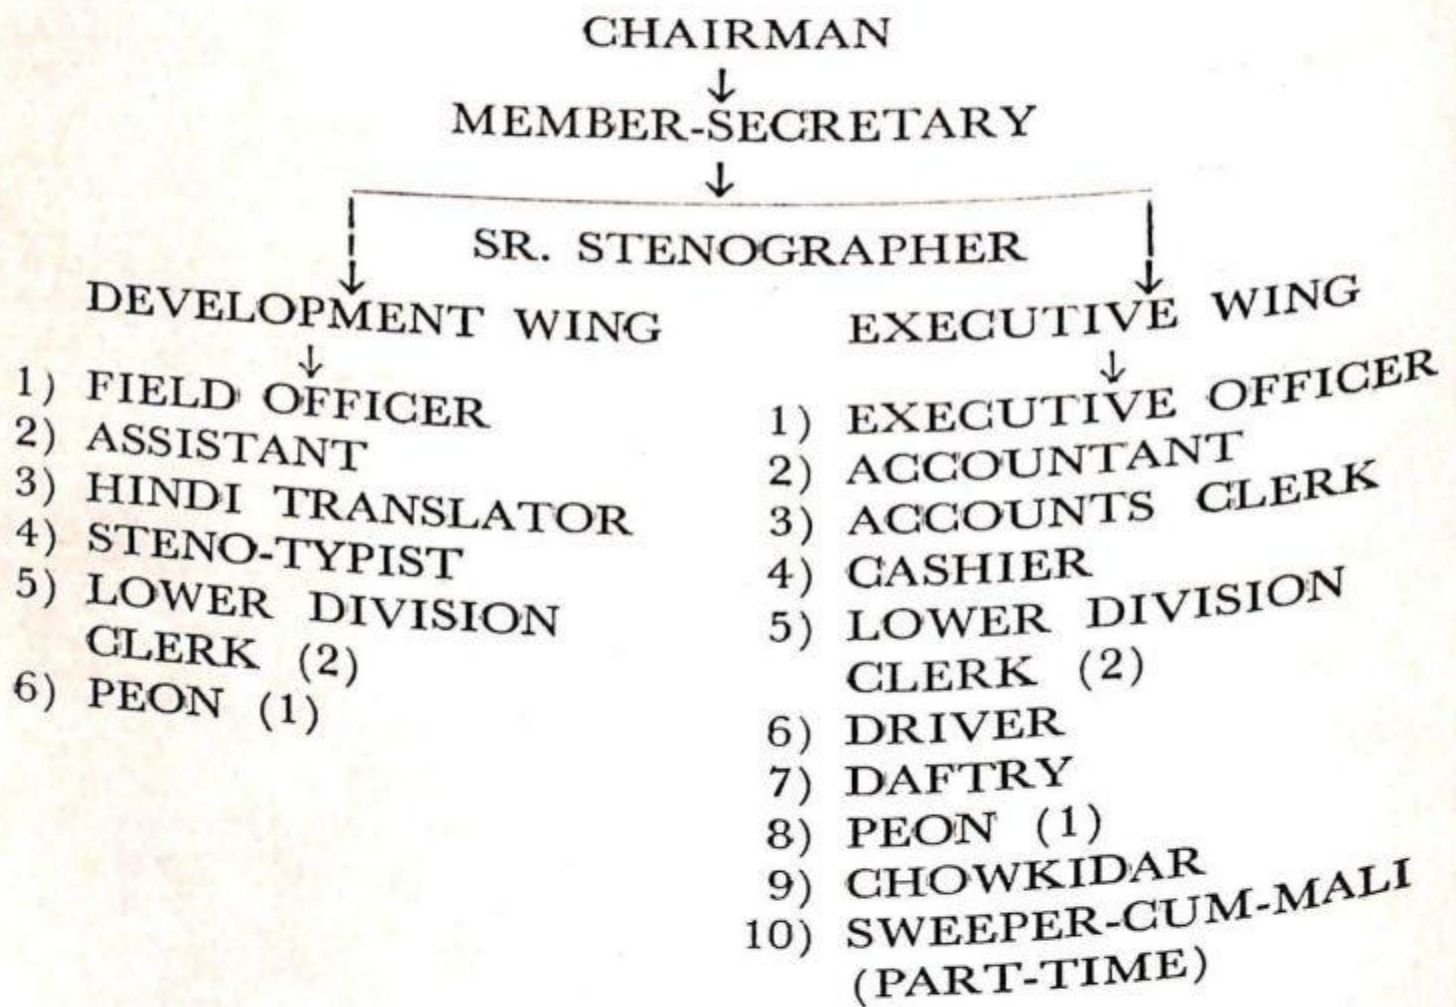 CHAIRMAN
↓
MEMBER-SECRETARY
↓
SR. STENOGRAPHER
DEVELOPMENT WING
↓
1) FIELD OFFICER
2) ASSISTANT
3) HINDI TRANSLATOR
4) STENO-TYPIST
5) LOWER DIVISION
CLERK (2)
6) PEON (1)
EXECUTIVE WING
↓
1) EXECUTIVE OFFICER
2) ACCOUNTANT
3) ACCOUNTS CLERK
4) CASHIER
5) LOWER DIVISION
CLERK (2)
6) DRIVER
7) DAFTRY
8) PEON (1)
9) CHOWKIDAR
10) SWEEPER-CUM-MALI
(PART-TIME)